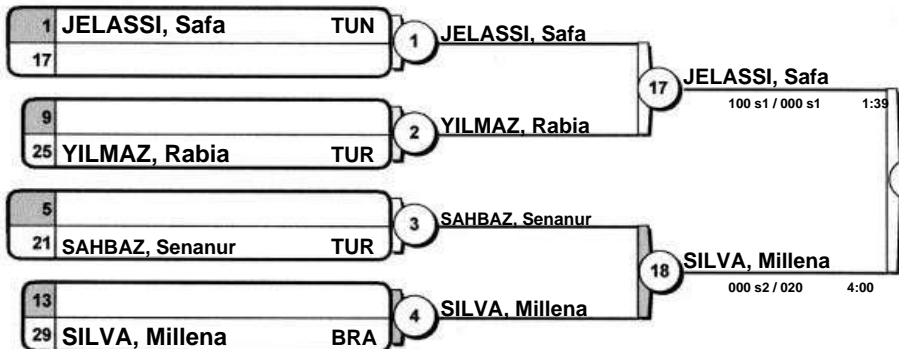 1 JELASSI, Safa TUN
17
1 JELASSI, Safa
9
25 YILMAZ, Rabia TUR
2 YILMAZ, Rabia
17 JELASSI, Safa
100 s1 / 000 s1 1:39
5
21 SAHBAZ, Senanur TUR
3 SAHBAZ, Senanur
13
29 SILVA, Millena BRA
4 SILVA, Millena
18 SILVA, Millena
000 s2 / 020 4:00